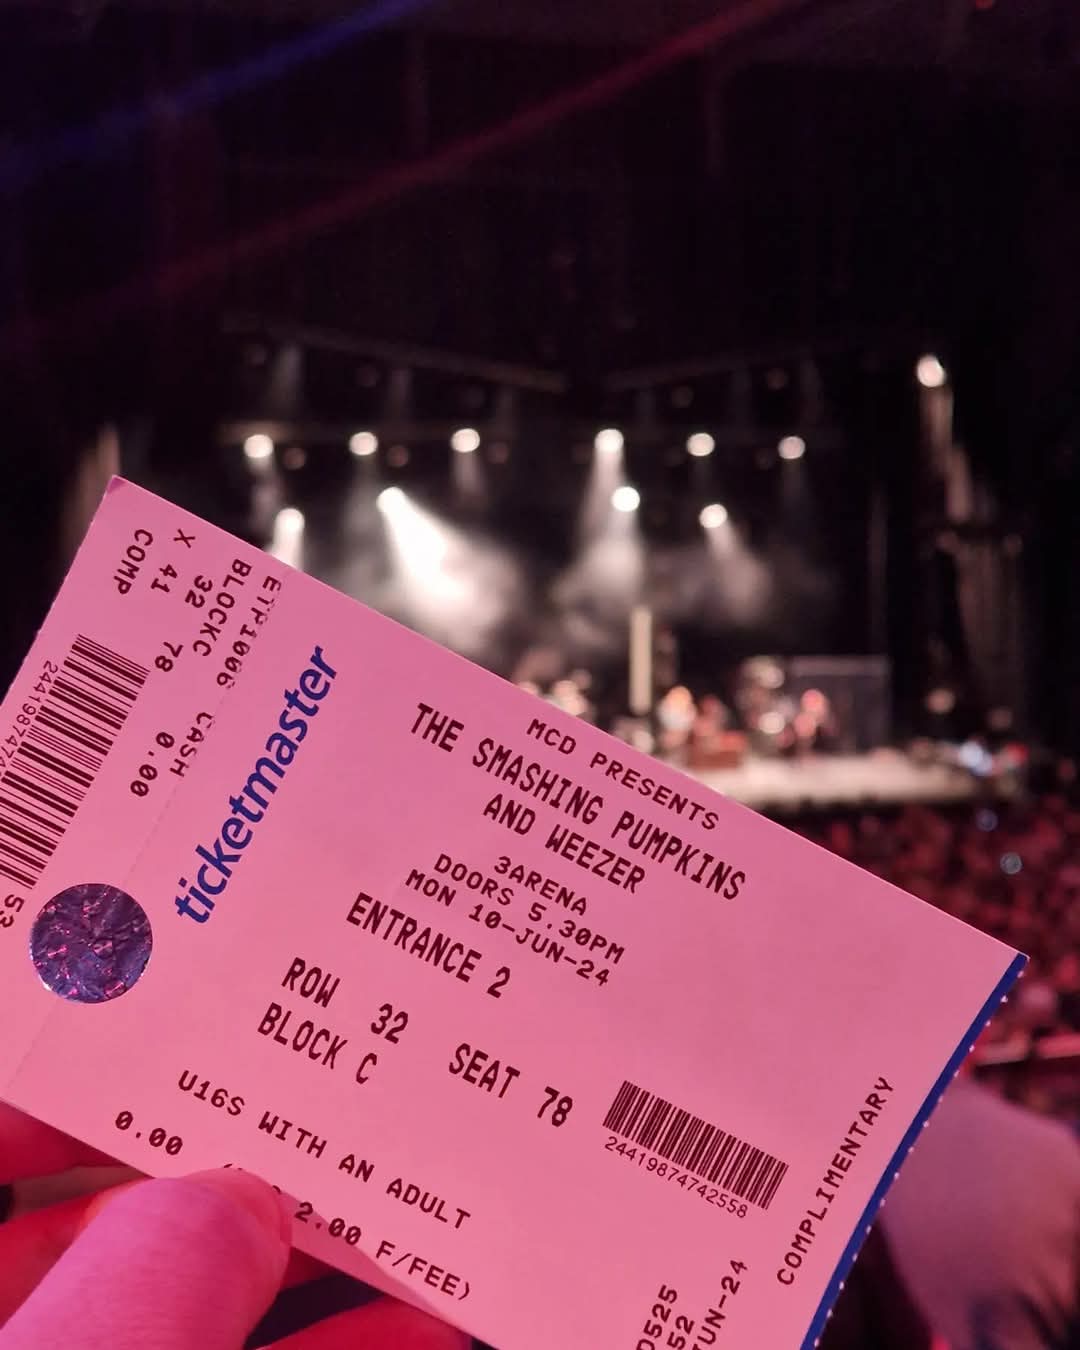 ETP1006 CASH
BLOCKC
32 78 0.00
X 41
COMP
ticketmaster
MCD PRESENTS
THE SMASHING PUMPKINS
AND WEEZER
3ARENA
DOORS 5.30PM
MON 10-JUN-24
ENTRANCE 2
ROW 32 SEAT 78
BLOCK C
U16S WITH AN ADULT
0.00 2.00 F/FEE)
24419874742558
COMPLIMENTARY